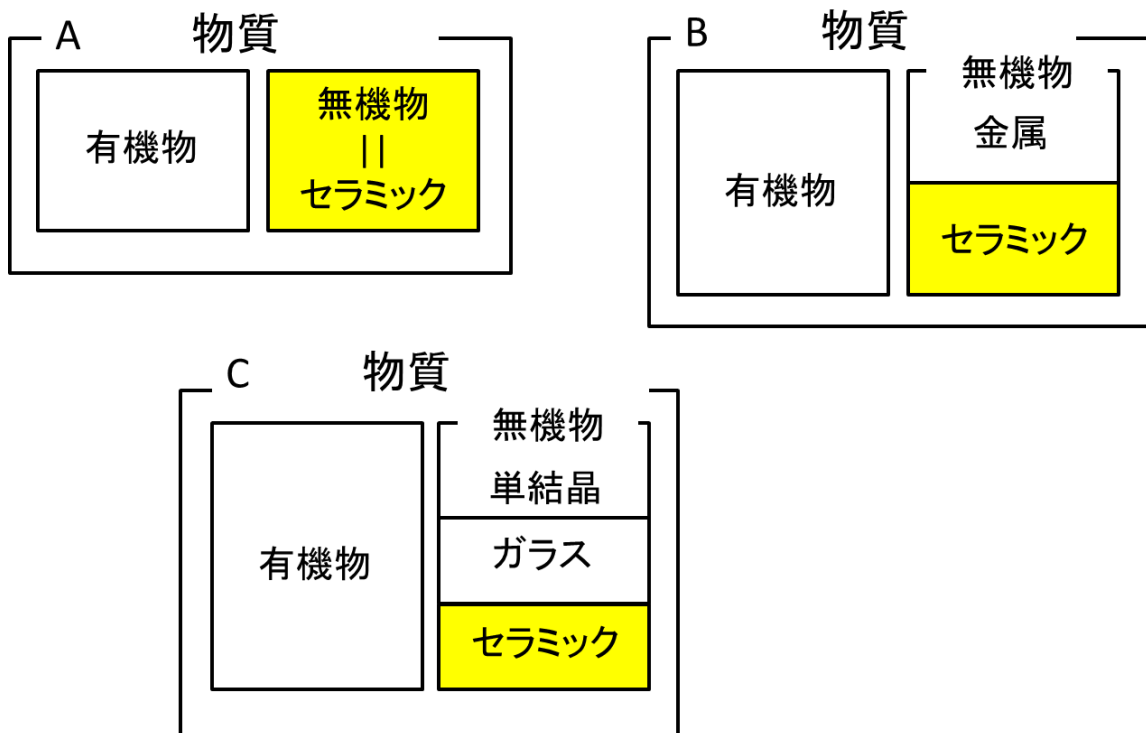 A 物質
有機物
無機物
||
セラミック
B 物質
有機物
無機物
金属
セラミック
C 物質
有機物
無機物
単結晶
ガラス
セラミック